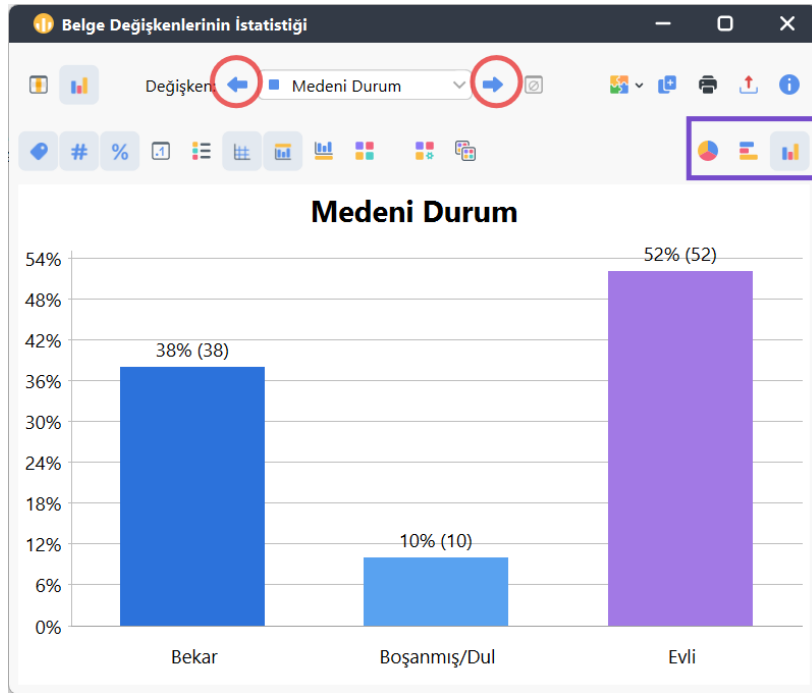 Belge Değişkenlerinin İstatistiği
Değişken: Medeni Durum
# % .1
Medeni Durum
54%
48%
42%
36%
30%
24%
18%
12%
6%
0%
38% (38)
10% (10)
52% (52)
Bekar Boşanmış/Dul Evli